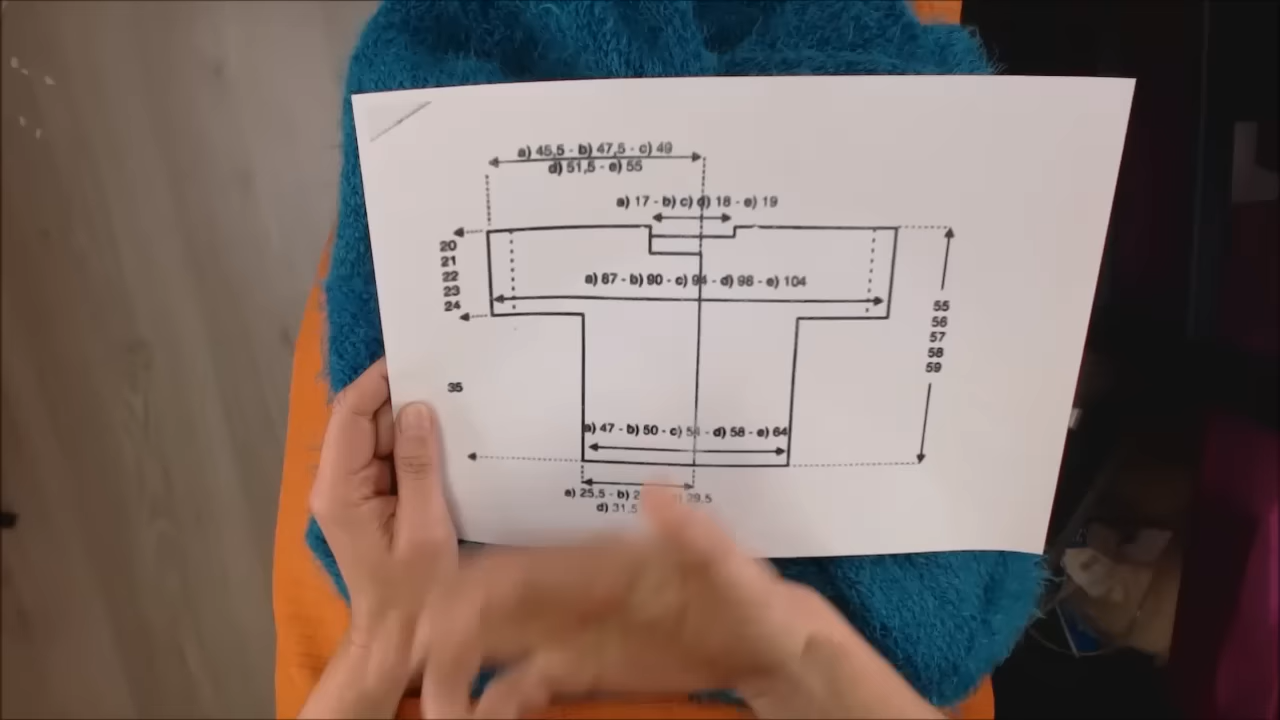 a) 45,5 - b) 47,5 - c) 49
d) 51,5 - e) 55
a) 17 - b) c) d) 18 - e) 19
20
21
22
23
24
a) 87 - b) 90 - c) 94 - d) 98 - e) 104
55
56
57
58
59
35
a) 47 - b) 50 - c) 54 - d) 58 - e) 64
a) 25,5 - b) 29,5
d) 31,5